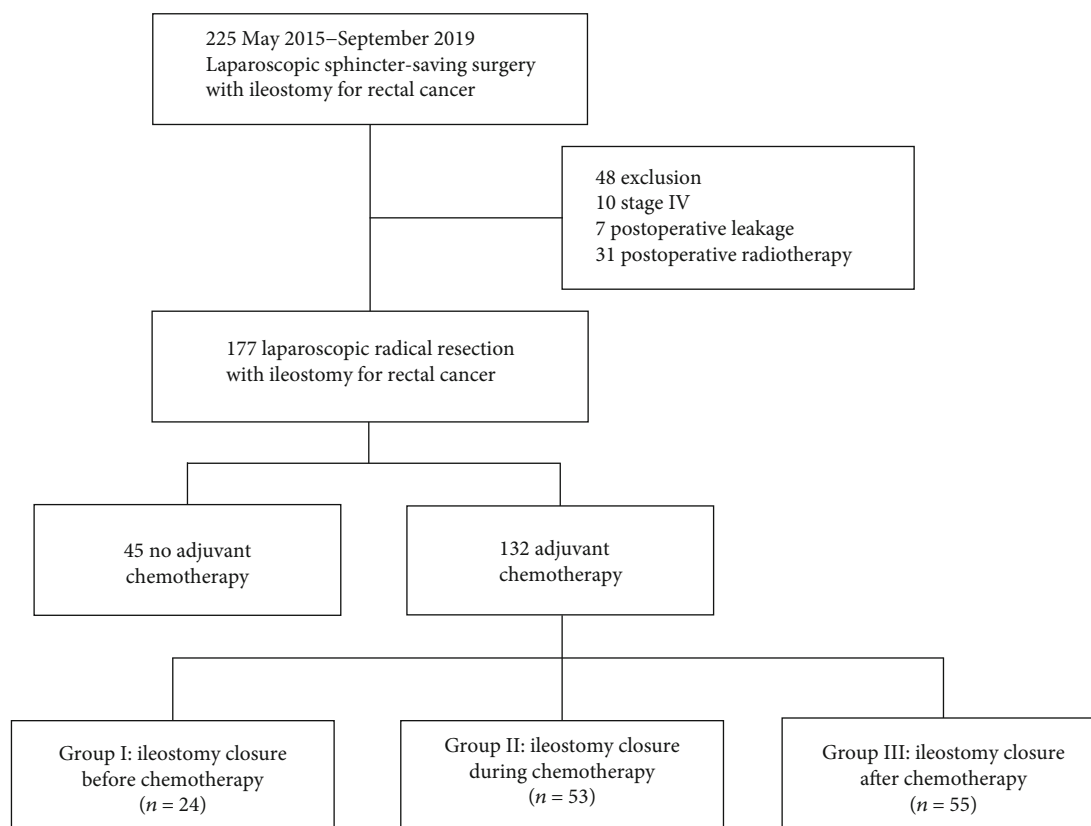 225 May 2015–September 2019
Laparoscopic sphincter-saving surgery
with ileostomy for rectal cancer
48 exclusion
10 stage IV
7 postoperative leakage
31 postoperative radiotherapy
177 laparoscopic radical resection
with ileostomy for rectal cancer
45 no adjuvant
chemotherapy
132 adjuvant
chemotherapy
Group I: ileostomy closure
before chemotherapy
(n = 24)
Group II: ileostomy closure
during chemotherapy
(n = 53)
Group III: ileostomy closure
after chemotherapy
(n = 55)